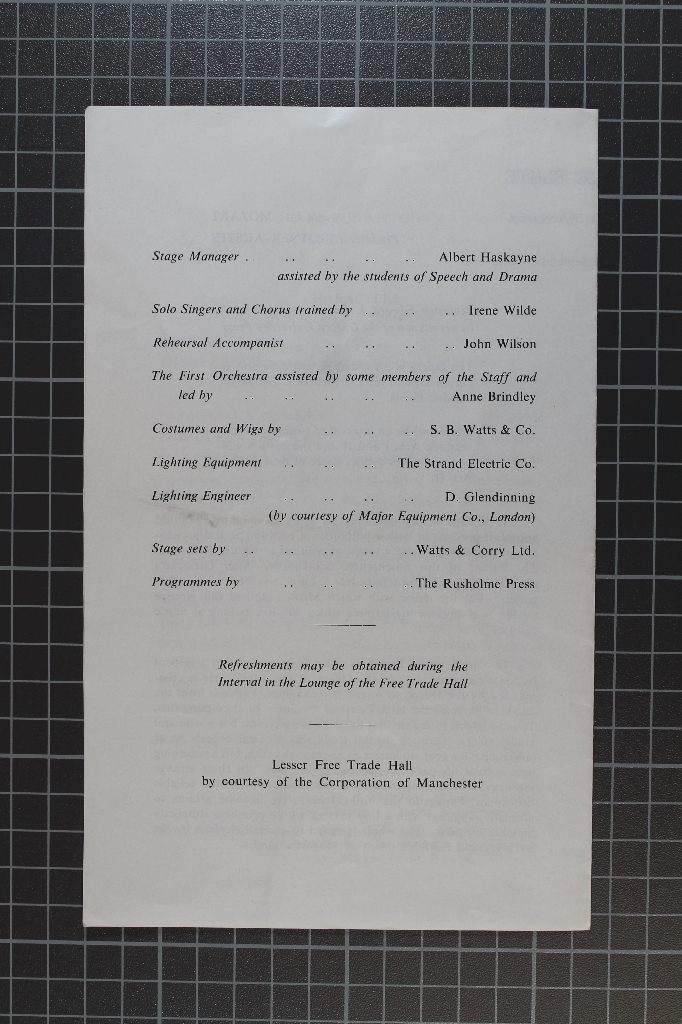 Stage Manager . .. .. .. .. Albert Haskayne
assisted by the students of Speech and Drama
Solo Singers and Chorus trained by .. .. .. Irene Wilde
Rehearsal Accompanist .. .. .. .. John Wilson
The First Orchestra assisted by some members of the Staff and
led by .. .. .. .. .. Anne Brindley
Costumes and Wigs by .. .. .. S. B. Watts & Co.
Lighting Equipment .. .. .. The Strand Electric Co.
Lighting Engineer .. .. .. .. D. Glendinning
(by courtesy of Major Equipment Co., London)
Stage sets by .. .. .. .. .. Watts & Corry Ltd.
Programmes by .. .. .. .. The Rusholme Press
Refreshments may be obtained during the
Interval in the Lounge of the Free Trade Hall
Lesser Free Trade Hall
by courtesy of the Corporation of Manchester